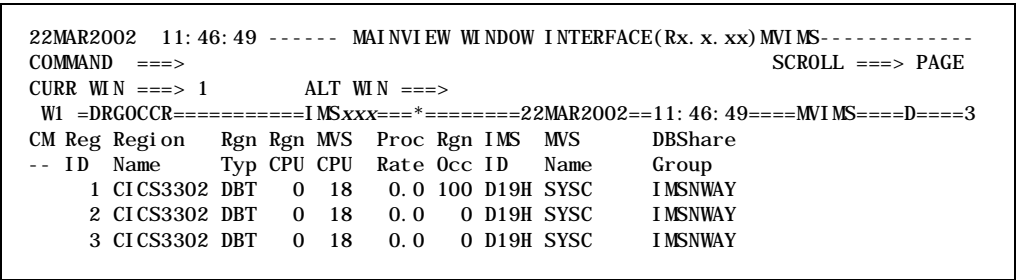 22MAR2002  11:46:49 ------ MAINVIEW WINDOW INTERFACE(Rx.x.xx)MVIMS-------------
COMMAND  ===>                                                 SCROLL ===> PAGE
CURR WIN ===> 1        ALT WIN ===>
 W1 =DRGOCCR===========IMSxxx===*========22MAR2002==11:46:49====MVIMS====D====3
CM Reg Region   Rgn Rgn MVS  Proc Rgn IMS  MVS      DBShare
-- ID  Name     Typ CPU CPU  Rate Occ ID   Name     Group
     1 CICS3302 DBT   0  18   0.0 100 D19H SYSC     IMSNWAY
     2 CICS3302 DBT   0  18   0.0   0 D19H SYSC     IMSNWAY
     3 CICS3302 DBT   0  18   0.0   0 D19H SYSC     IMSNWAY